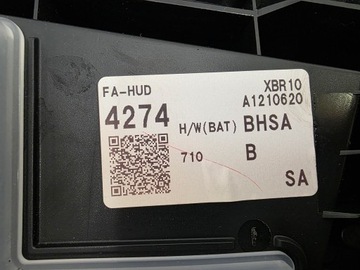 FA-HUD XBR10
A1210620
4274 H/W(BAT) BHSA
710 B
SA